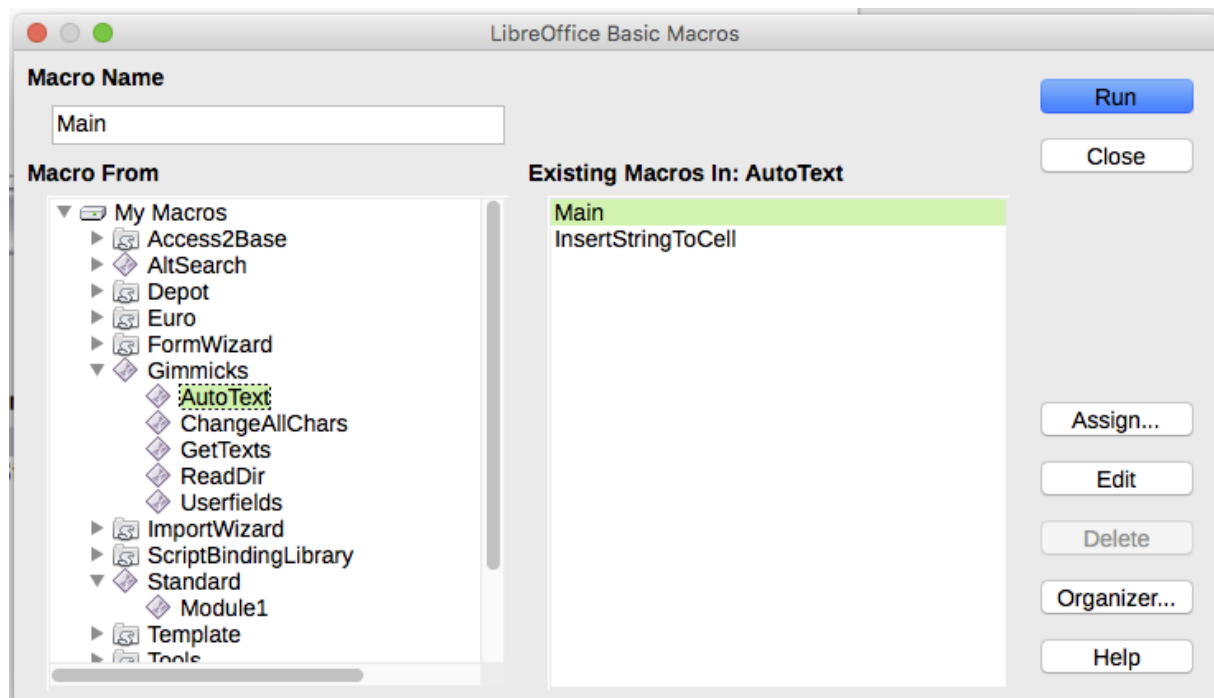 LibreOffice Basic Macros
Macro Name
Main
Run
Close
Macro From
Existing Macros In: AutoText
My Macros
Access2Base
AltSearch
Depot
Euro
FormWizard
Gimmicks
AutoText
ChangeAllChars
GetTexts
ReadDir
Userfields
ImportWizard
ScriptBindingLibrary
Standard
Module1
Template
Tools
Main
InsertStringToCell
Assign...
Edit
Delete
Organizer...
Help